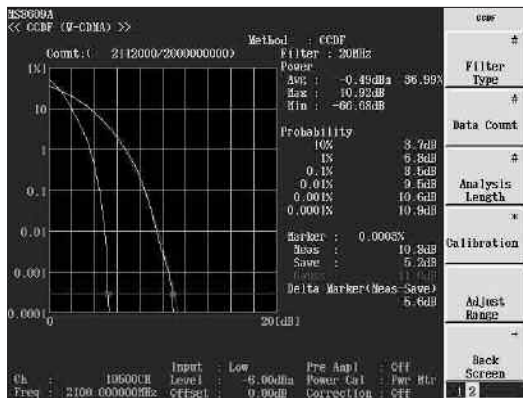 MS8609A
<< CCDF (W-CDMA) >>
Method : CCDF
Count:( 2112000/2000000000)
Filter : 20MHz
Power
Avg : -0.49dBm 36.99%
Max : 10.92dB
Min : -66.68dB
Probability
10% 3.7dB
1% 6.8dB
0.1% 8.5dB
0.01% 9.5dB
0.001% 10.6dB
0.0001% 10.9dB
Marker : 0.0003%
Meas : 10.8dB
Save : 5.2dB
Gauss : 11.0dB
Delta Marker(Meas-Save)
5.6dB
[%]
10
1
0.1
0.01
0.001
0.0001
0
20[dB]
Input : Low
Pre Ampl : Off
Ch : 10500CH
Level : -6.00dBm
Power Cal : Pwr Mtr
Freq : 2100.000000MHz
Offset : 0.00dB
Correction : Off
CCDF
#
Filter
Type
#
Data Count
#
Analysis
Length
*
Calibration
Adjust
Range
→
Back
Screen
1 2